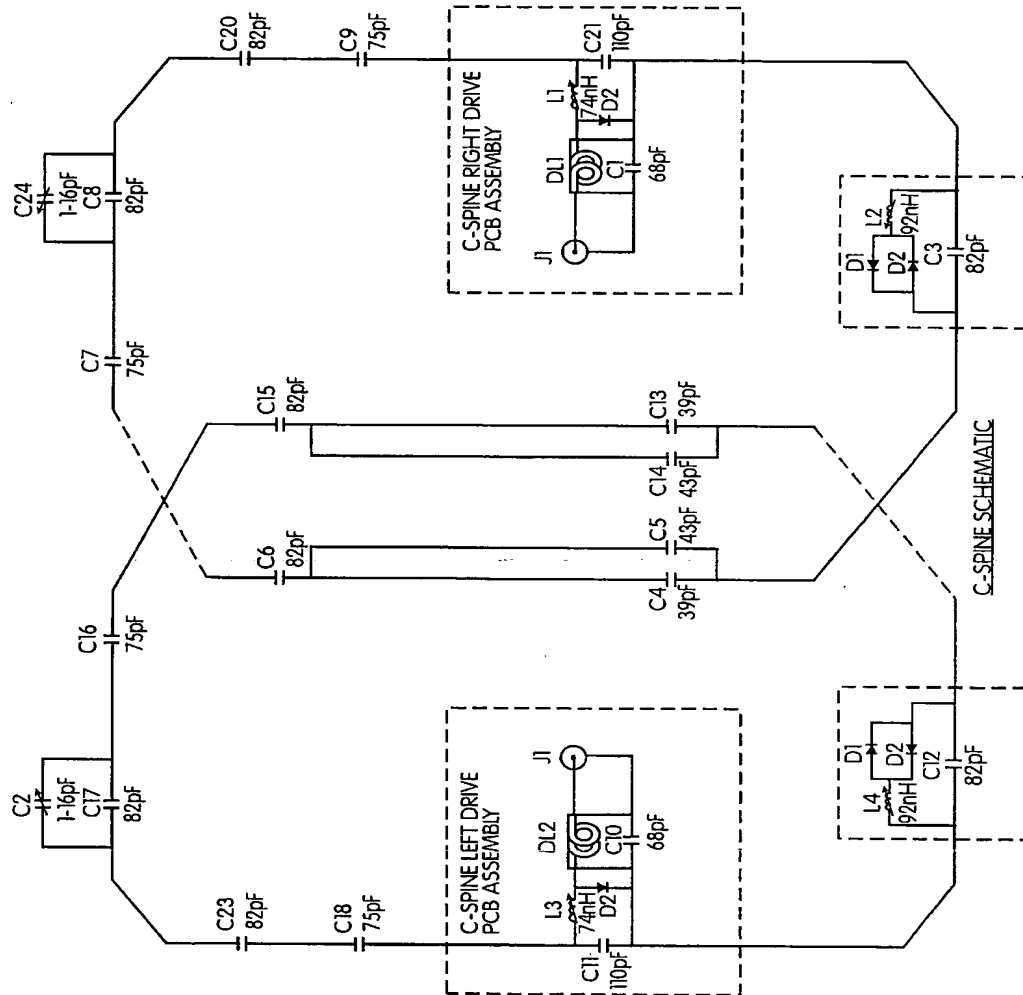 C20
82pF
C9
75pF
C24
1-16pF
C8
82pF
C7
75pF
C-SPINE RIGHT DRIVE
PCB ASSEMBLY
C21
110pF
L1
74nH
D2
DL1
C1
68pF
J1
D1
D2
L2
92nH
C3
82pF
C15
82pF
C13
39pF
C14
43pF
C6
82pF
C5
43pF
C4
39pF
C16
75pF
C2
1-16pF
C17
82pF
C23
82pF
C18
75pF
C-SPINE LEFT DRIVE
PCB ASSEMBLY
J1
DL2
C10
68pF
L3
74nH
D2
C11
110pF
D1
D2
L4
92nH
C12
82pF
C-SPINE SCHEMATIC